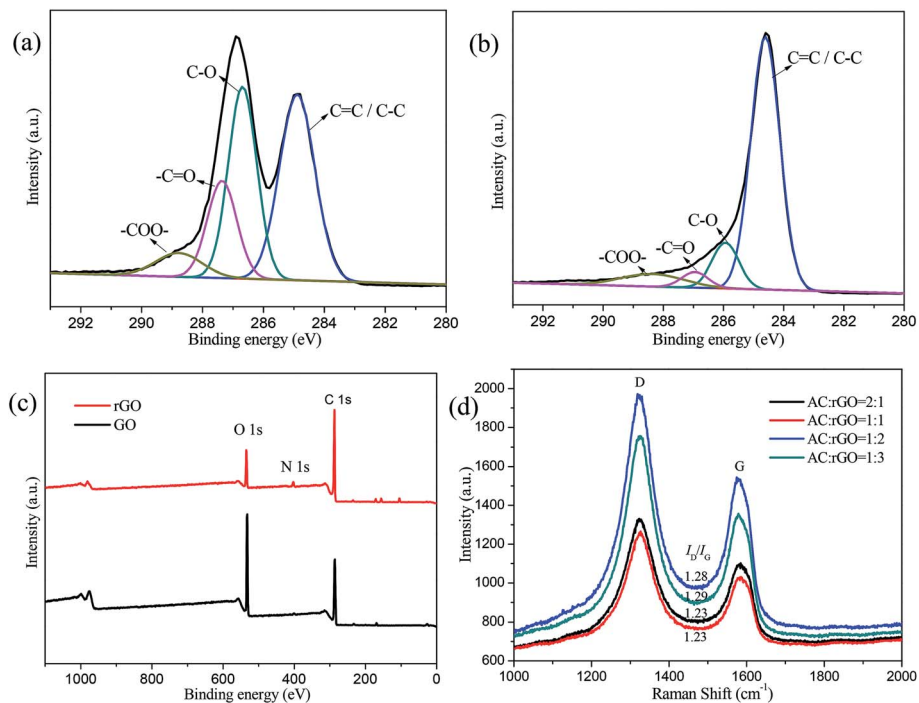 (a)
C-O
C=C / C-C
-C=O
-COO-
Intensity (a.u.)
292 290 288 286 284 282 280
Binding energy (eV)
(b)
C=C / C-C
C-O
-C=O
-COO-
Intensity (a.u.)
292 290 288 286 284 282 280
Binding energy (eV)
(c)
rGO
GO
C 1s
O 1s
N 1s
Intensity (a.u.)
1000 800 600 400 200 0
Binding energy (eV)
(d)
D
G
AC:rGO=2:1
AC:rGO=1:1
AC:rGO=1:2
AC:rGO=1:3
I_D/I_G
1.28
1.29
1.23
1.23
Intensity (a.u.)
2000
1800
1600
1400
1200
1000
800
600
1000 1200 1400 1600 1800 2000
Raman Shift (cm⁻¹)